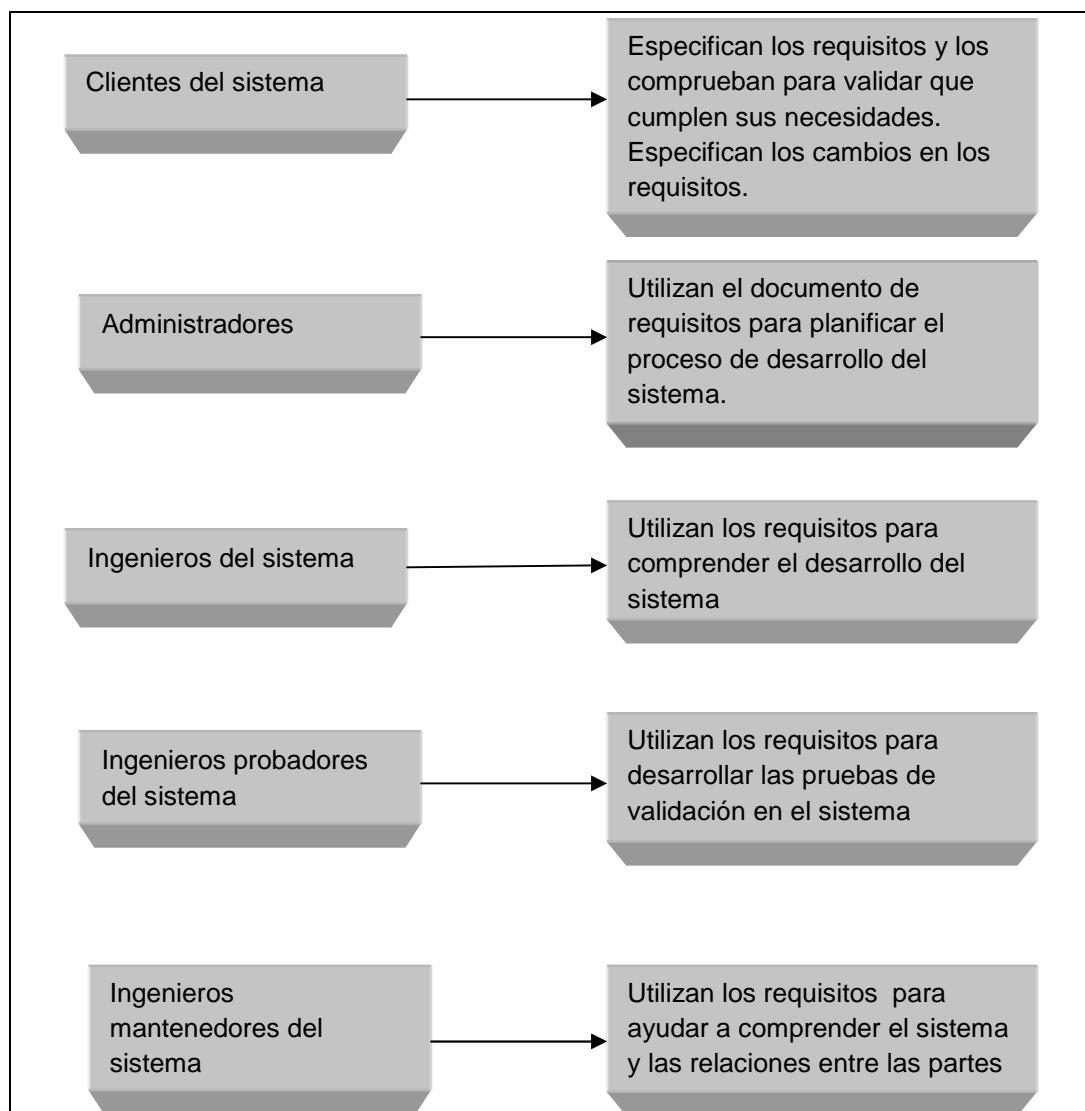 Clientes del sistema
Especifican los requisitos y los
comprueban para validar que
cumplen sus necesidades.
Especifican los cambios en los
requisitos.
Administradores
Utilizan el documento de
requisitos para planificar el
proceso de desarrollo del
sistema.
Ingenieros del sistema
Utilizan los requisitos para
comprender el desarrollo del
sistema
Ingenieros probadores
del sistema
Utilizan los requisitos para
desarrollar las pruebas de
validación en el sistema
Ingenieros
mantenedores del
sistema
Utilizan los requisitos  para
ayudar a comprender el sistema
y las relaciones entre las partes